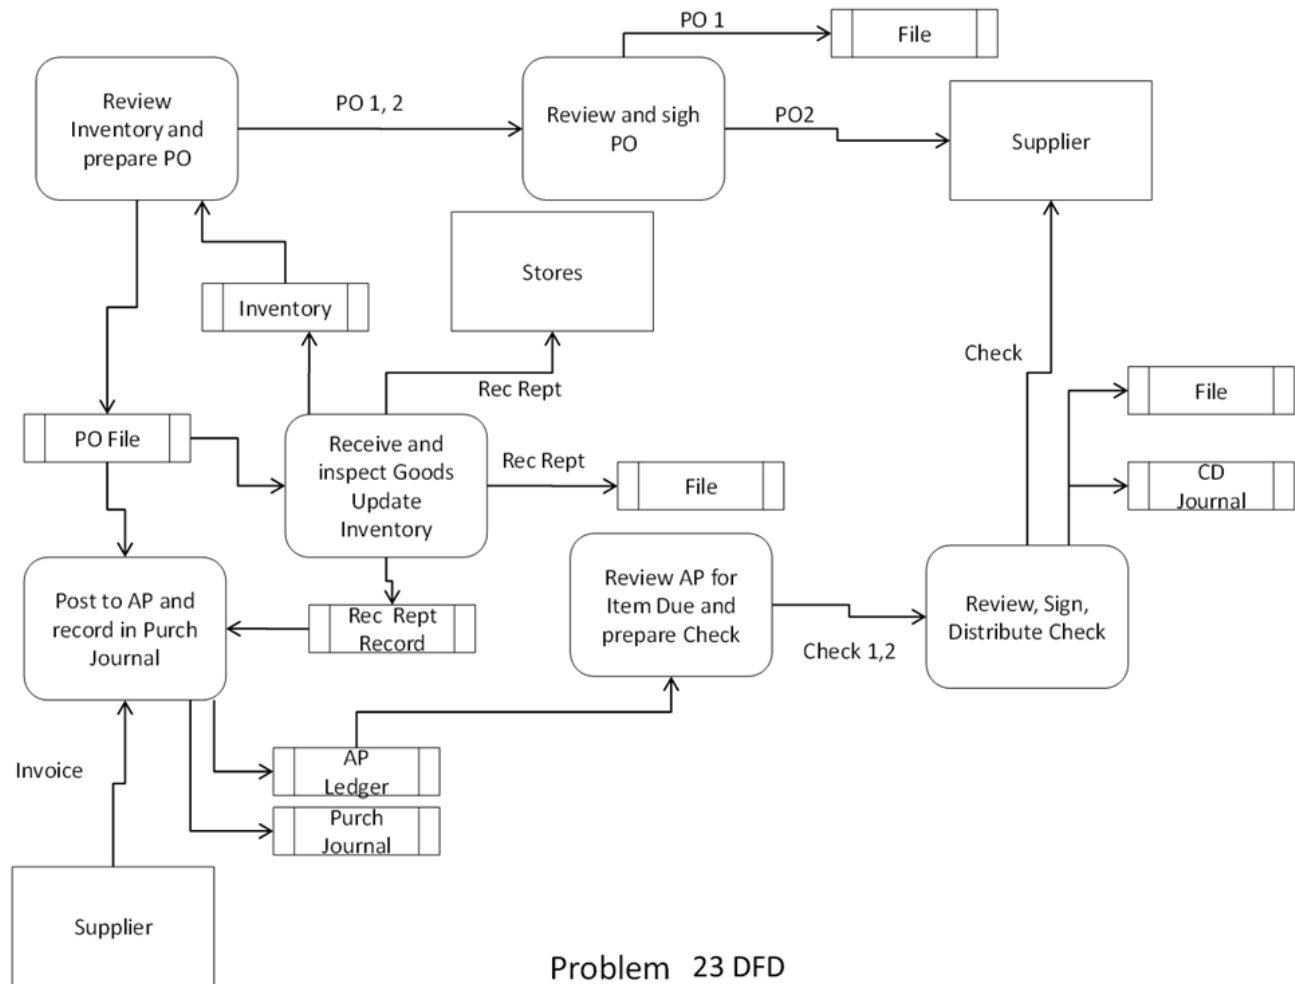 PO 1
File
Review
Inventory and
prepare PO
PO 1, 2
Review and sigh
PO
PO2
Supplier
Stores
Inventory
Check
Rec Rept
File
PO File
Receive and
inspect Goods
Update
Inventory
Rec Rept
File
CD
Journal
Post to AP and
record in Purch
Journal
Rec Rept
Record
Review AP for
Item Due and
prepare Check
Check 1,2
Review, Sign,
Distribute Check
Invoice
AP
Ledger
Purch
Journal
Supplier
Problem 23 DFD